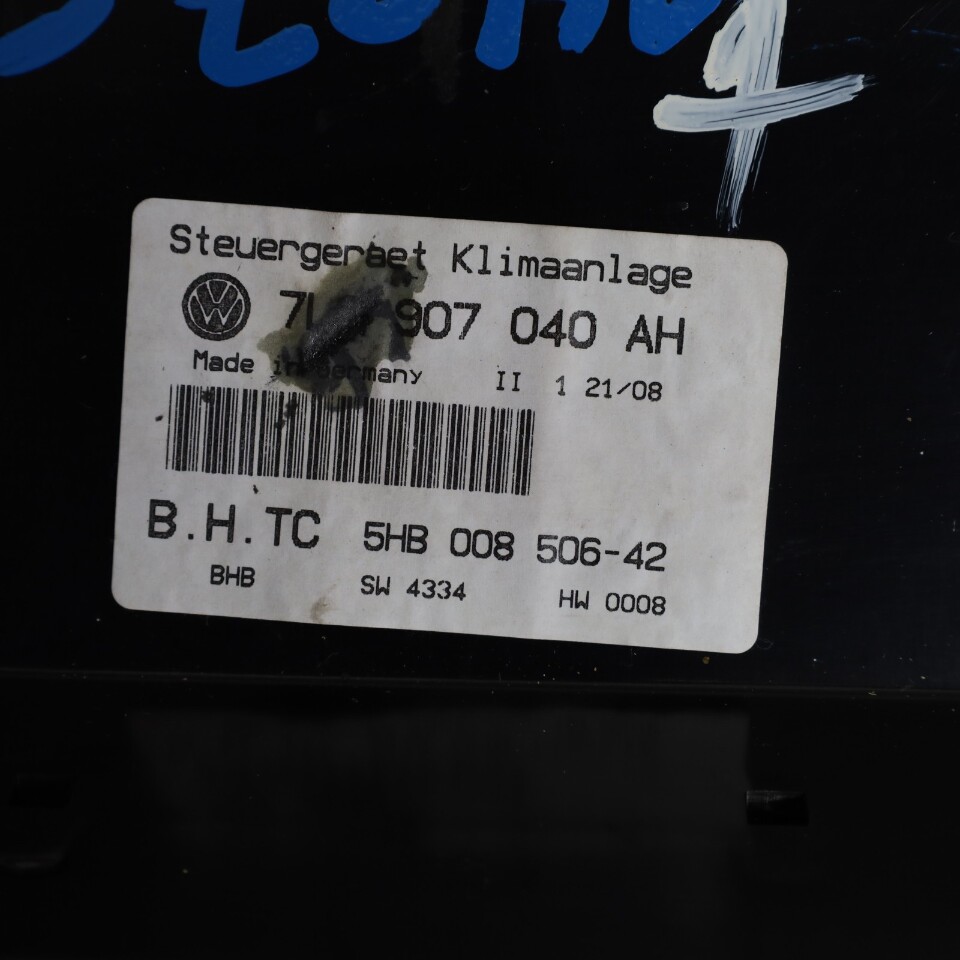 Steuergeraet Klimaanlage
907 040 AH
Made in Germany II 1 21/08
B.H.TC 5HB 008 506-42
BHB SW 4334 HW 0008